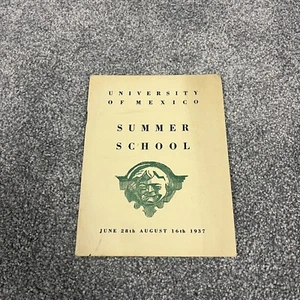 UNIVERSITY
OF MEXICO
SUMMER
SCHOOL
JUNE 28th AUGUST 16th 1937